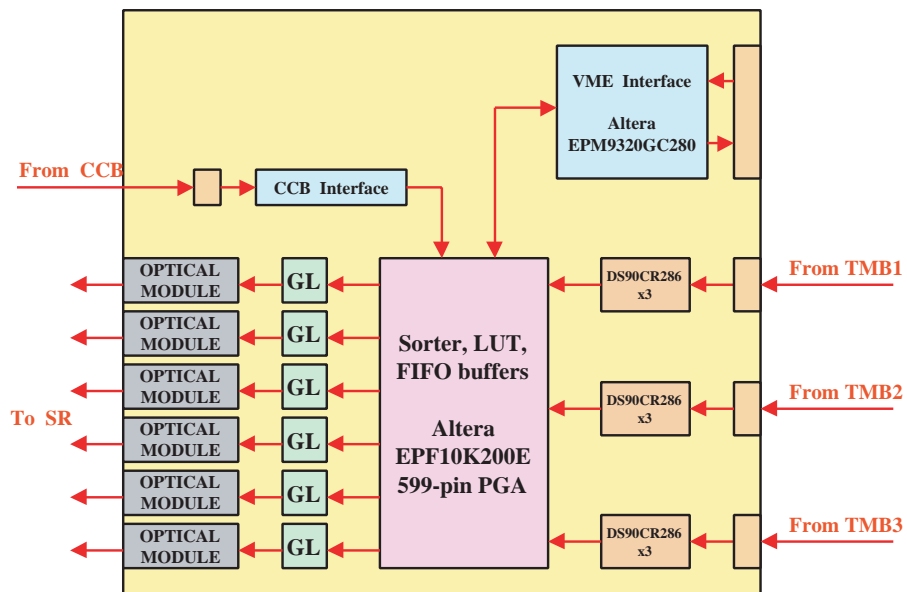 VME Interface
Altera
EPM9320GC280
From CCB
CCB Interface
OPTICAL
MODULE
GL
DS90CR286
x3
From TMB1
OPTICAL
MODULE
GL
Sorter, LUT,
FIFO buffers
OPTICAL
MODULE
GL
DS90CR286
x3
From TMB2
To SR
OPTICAL
MODULE
GL
Altera
EPF10K200E
599-pin PGA
OPTICAL
MODULE
GL
OPTICAL
MODULE
GL
DS90CR286
x3
From TMB3